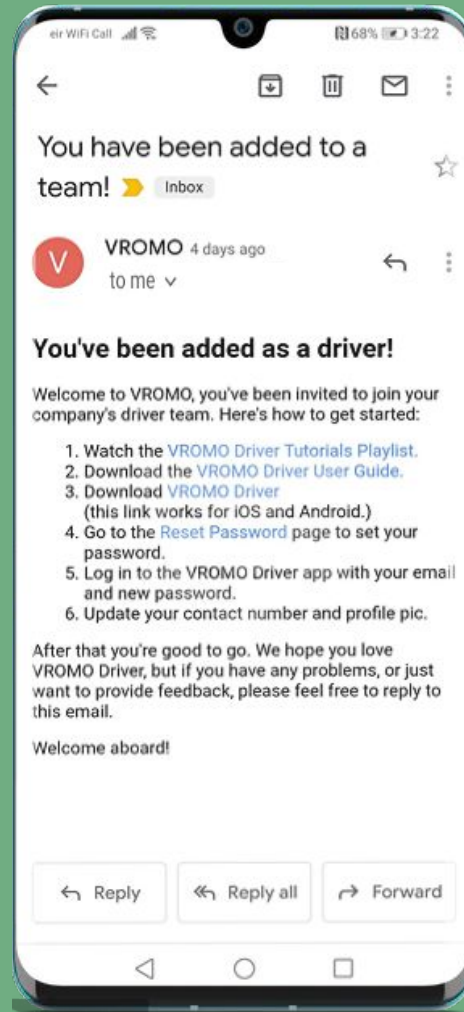 eir WiFi Call 68% 3:22
You have been added to a
team! Inbox
V
VROMO 4 days ago
to me
You've been added as a driver!
Welcome to VROMO, you've been invited to join your
company's driver team. Here's how to get started:
1. Watch the VROMO Driver Tutorials Playlist.
2. Download the VROMO Driver User Guide.
3. Download VROMO Driver
(this link works for iOS and Android.)
4. Go to the Reset Password page to set your
password.
5. Log in to the VROMO Driver app with your email
and new password.
6. Update your contact number and profile pic.
After that you're good to go. We hope you love
VROMO Driver, but if you have any problems, or just
want to provide feedback, please feel free to reply to
this email.
Welcome aboard!
Reply Reply all Forward